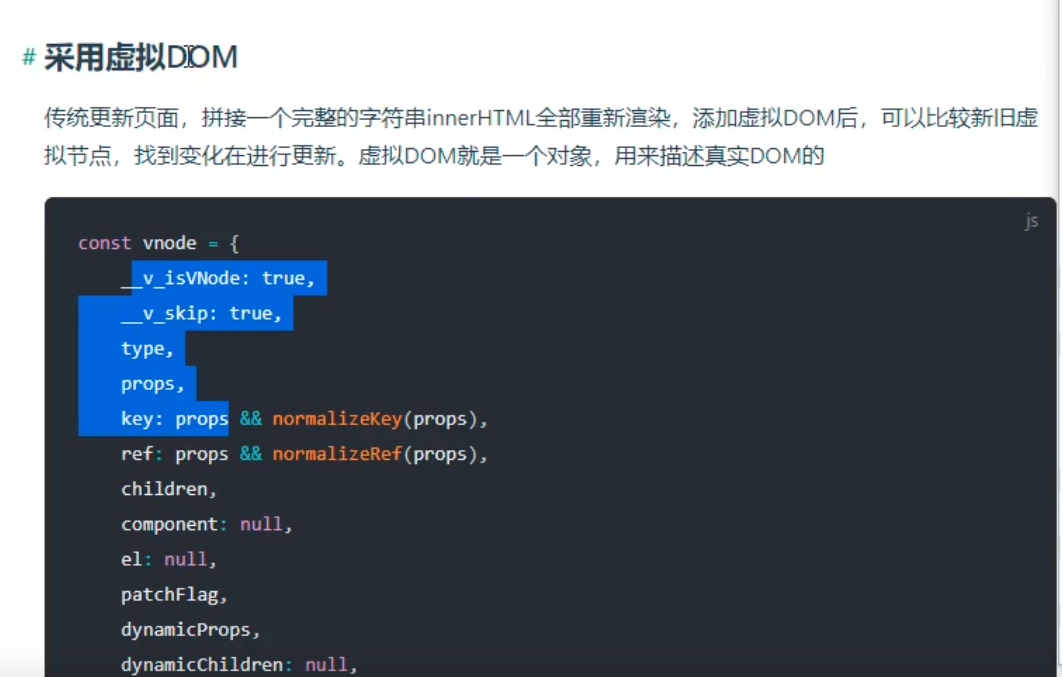 # 采用虚拟DOM
传统更新页面，拼接一个完整的字符串innerHTML全部重新渲染，添加虚拟DOM后，可以比较新旧虚
拟节点，找到变化在进行更新。虚拟DOM就是一个对象，用来描述真实DOM的
js
const vnode = {
__v_isVNode: true,
__v_skip: true,
type,
props,
key: props && normalizeKey(props),
ref: props && normalizeRef(props),
children,
component: null,
el: null,
patchFlag,
dynamicProps,
dynamicChildren: null,